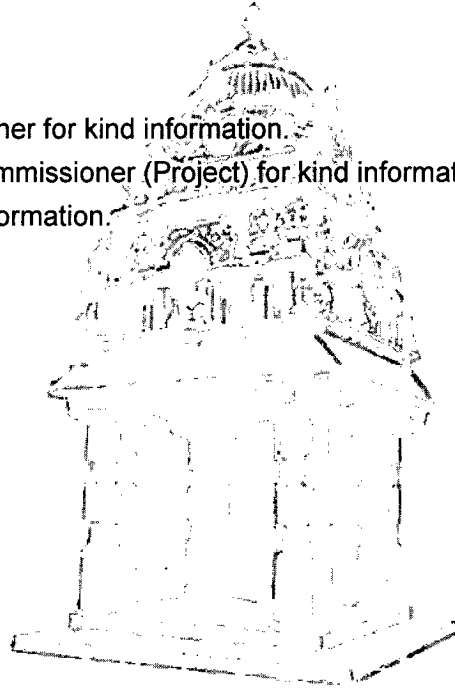 ner for kind information.
mmissioner (Project) for kind informat
ormation.